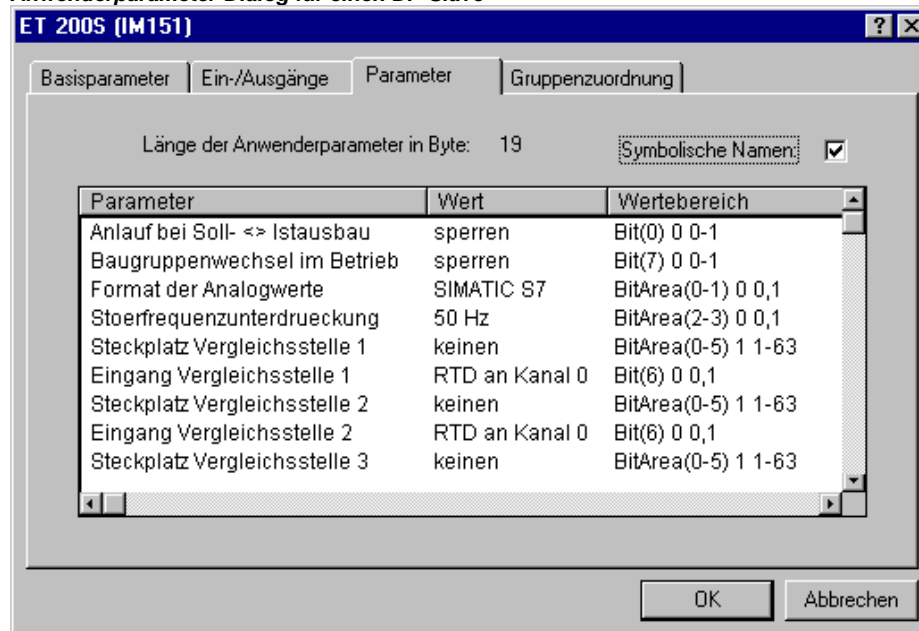 Anwenderparameter-Dialog für einen DP-Slave
ET 200S (IM151)
Basisparameter Ein-/Ausgänge Parameter Gruppenzuordnung
Länge der Anwenderparameter in Byte: 19 Symbolische Namen:
Parameter Wert Wertebereich
Anlauf bei Soll- <> Istausbau sperren Bit(0) 0 0-1
Baugruppenwechsel im Betrieb sperren Bit(7) 0 0-1
Format der Analogwerte SIMATIC S7 BitArea(0-1) 0 0,1
Stoerfrequenzunterdrueckung 50 Hz BitArea(2-3) 0 0,1
Steckplatz Vergleichsstelle 1 keinen BitArea(0-5) 1 1-63
Eingang Vergleichsstelle 1 RTD an Kanal 0 Bit(6) 0 0,1
Steckplatz Vergleichsstelle 2 keinen BitArea(0-5) 1 1-63
Eingang Vergleichsstelle 2 RTD an Kanal 0 Bit(6) 0 0,1
Steckplatz Vergleichsstelle 3 keinen BitArea(0-5) 1 1-63
OK Abbrechen